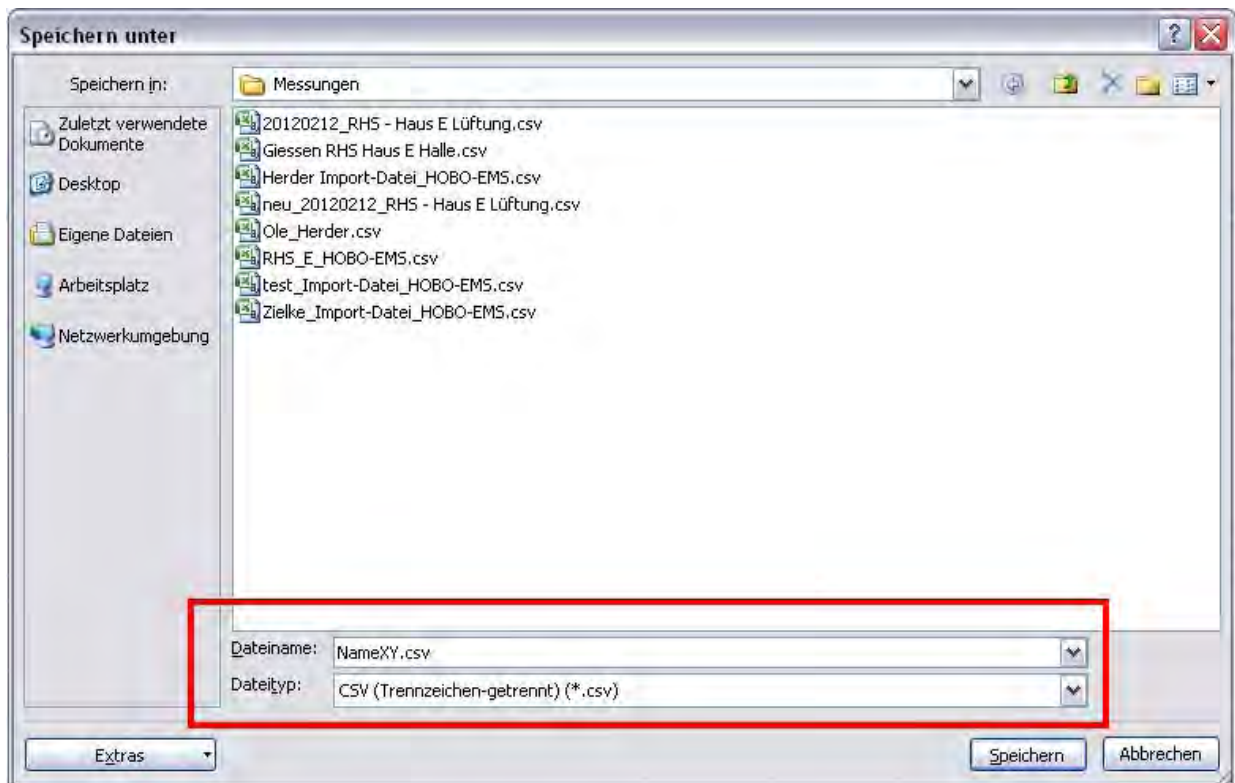 Speichern unter
Speichern in:
Messungen
Zuletzt verwendete
Dokumente
Desktop
Eigene Dateien
Arbeitsplatz
Netzwerkumgebung
20120212_RHS - Haus E Lüftung.csv
Giessen RHS Haus E Halle.csv
Herder Import-Datei_HOBO-EMS.csv
neu_20120212_RHS - Haus E Lüftung.csv
Ole_Herder.csv
RHS_E_HOBO-EMS.csv
test_Import-Datei_HOBO-EMS.csv
Zielke_Import-Datei_HOBO-EMS.csv
Dateiname: NameXY.csv
Dateityp: CSV (Trennzeichen-getrennt) (*.csv)
Extras
Speichern
Abbrechen